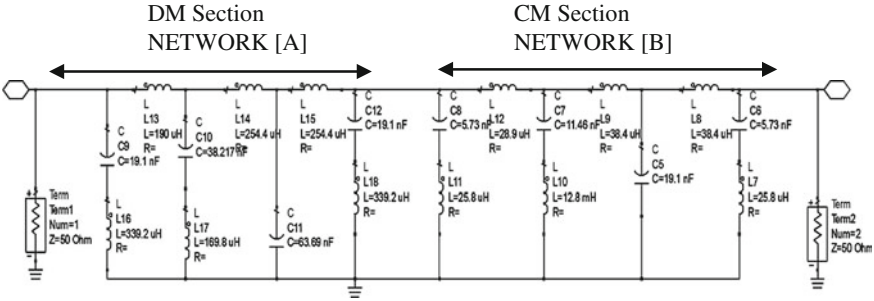 DM Section
NETWORK [A]
CM Section
NETWORK [B]
L
L13
L=190 uH
R=
L
L14
L=254.4 uH
R=
L
L15
L=254.4 uH
R=
C
C9
C=19.1 nF
C
C10
C=38.217 nF
C
C12
C=19.1 nF
C
C8
C=5.73 nF
L
L12
L=28.9 uH
R=
C
C7
C=11.46 nF
L
L9
L=38.4 uH
R=
L
L8
L=38.4 uH
R=
C
C6
C=5.73 nF
C
C5
C=19.1 nF
Term
Term1
Num=1
Z=50 Ohm
L
L16
L=339.2 uH
R=
L
L17
L=169.8 uH
R=
C
C11
C=63.69 nF
L
L18
L=339.2 uH
R=
L
L11
L=25.8 uH
R=
L
L10
L=12.8 mH
R=
L
L7
L=25.8 uH
R=
Term
Term2
Num=2
Z=50 Ohm